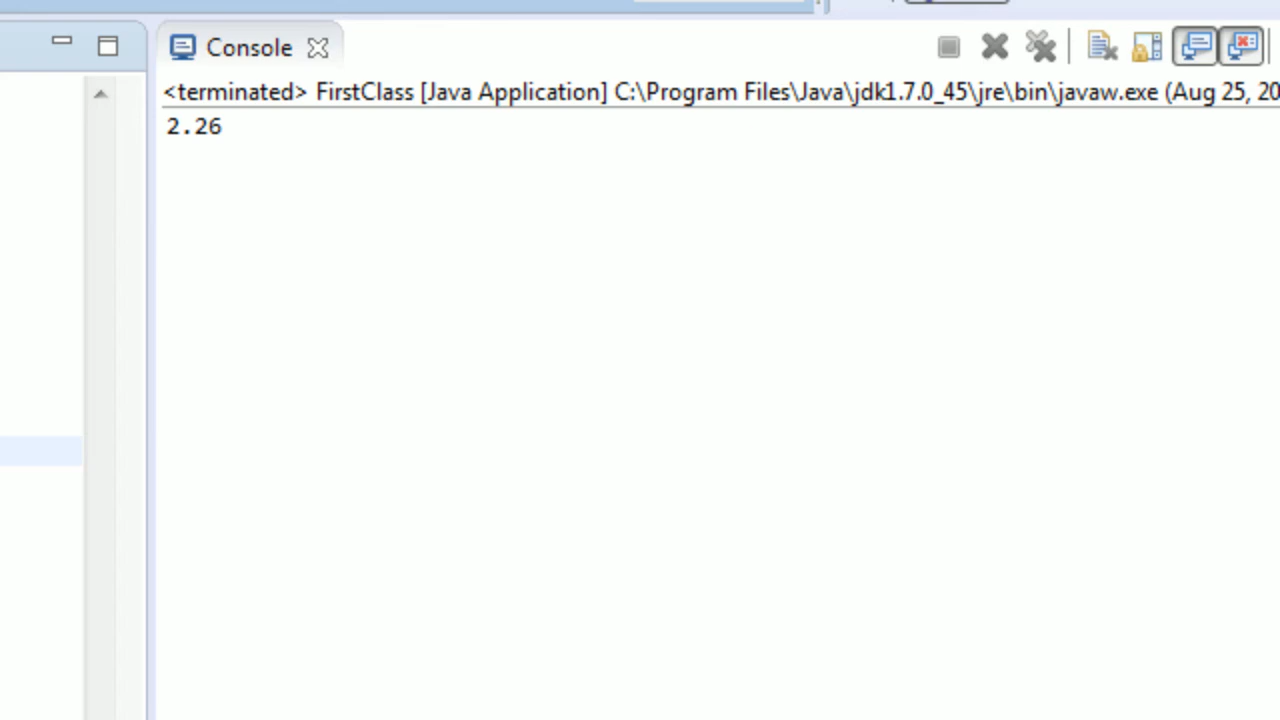 Console
<terminated> FirstClass [Java Application] C:\Program Files\Java\jdk1.7.0_45\jre\bin\javaw.exe (Aug 25, 20
2.26